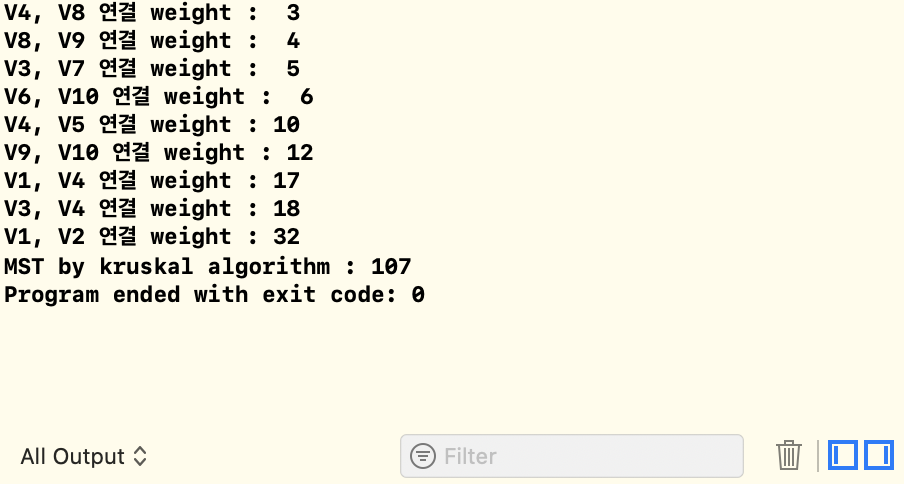 V4, V8 연결 weight :  3
V8, V9 연결 weight :  4
V3, V7 연결 weight :  5
V6, V10 연결 weight :  6
V4, V5 연결 weight : 10
V9, V10 연결 weight : 12
V1, V4 연결 weight : 17
V3, V4 연결 weight : 18
V1, V2 연결 weight : 32
MST by kruskal algorithm : 107
Program ended with exit code: 0
All Output
Filter